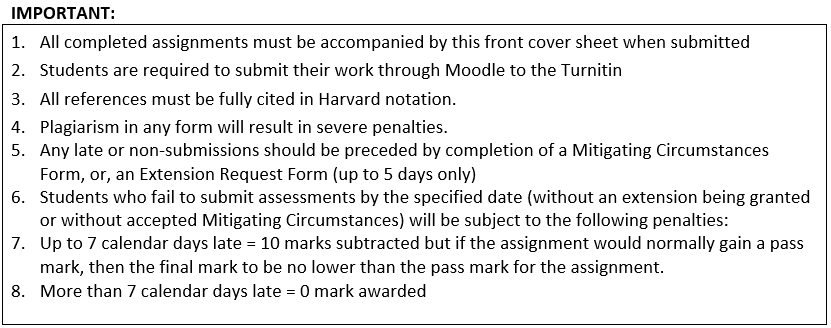 IMPORTANT:
1. All completed assignments must be accompanied by this front cover sheet when submitted
2. Students are required to submit their work through Moodle to the Turnitin
3. All references must be fully cited in Harvard notation.
4. Plagiarism in any form will result in severe penalties.
5. Any late or non-submissions should be preceded by completion of a Mitigating Circumstances
Form, or, an Extension Request Form (up to 5 days only)
6. Students who fail to submit assessments by the specified date (without an extension being granted
or without accepted Mitigating Circumstances) will be subject to the following penalties:
7. Up to 7 calendar days late = 10 marks subtracted but if the assignment would normally gain a pass
mark, then the final mark to be no lower than the pass mark for the assignment.
8. More than 7 calendar days late = 0 mark awarded